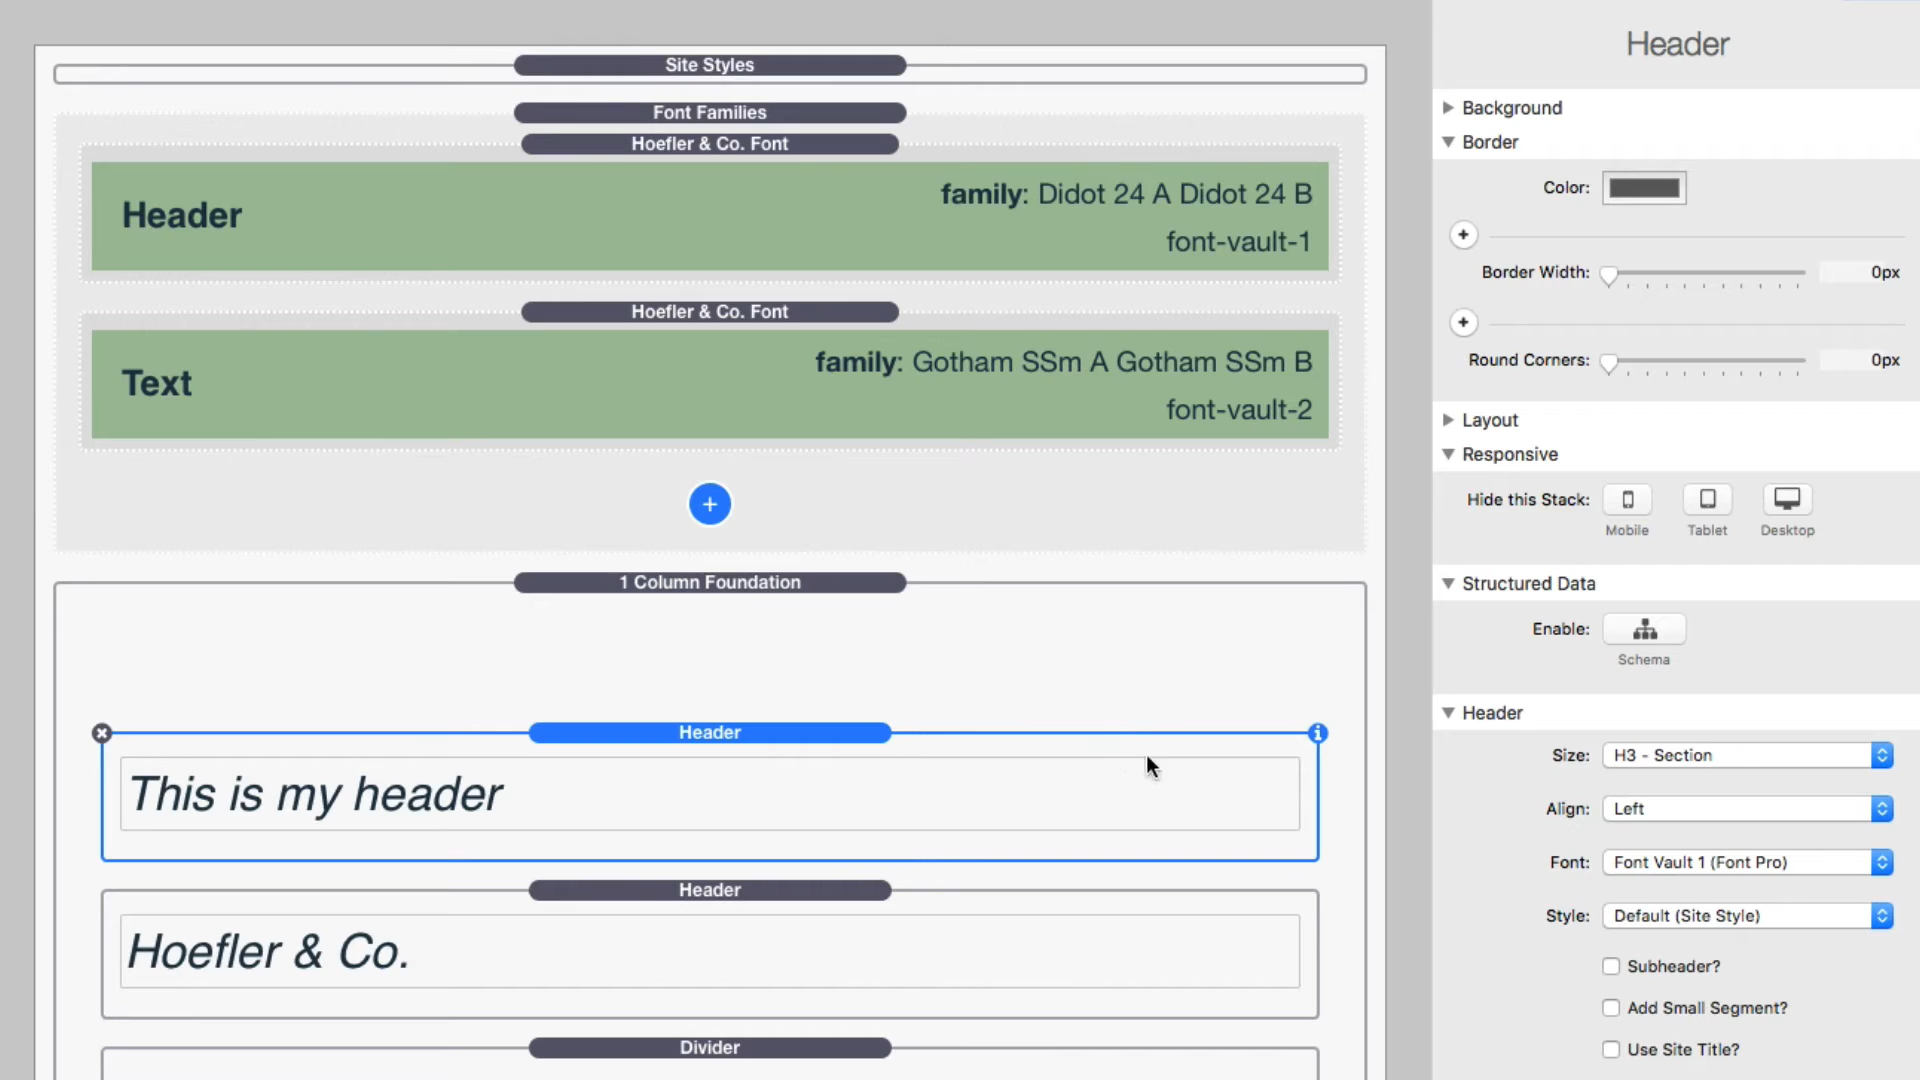 Site Styles
Font Families
Hoefler & Co. Font
Header
family: Didot 24 A Didot 24 B
font-vault-1
Hoefler & Co. Font
Text
family: Gotham SSm A Gotham SSm B
font-vault-2
+
1 Column Foundation
Header
This is my header
Header
Hoefler & Co.
Divider
Header
Background
Border
Color:
Border Width: 0px
Round Corners: 0px
Layout
Responsive
Hide this Stack:
Mobile Tablet Desktop
Structured Data
Enable:
Schema
Header
Size: H3 - Section
Align: Left
Font: Font Vault 1 (Font Pro)
Style: Default (Site Style)
Subheader?
Add Small Segment?
Use Site Title?